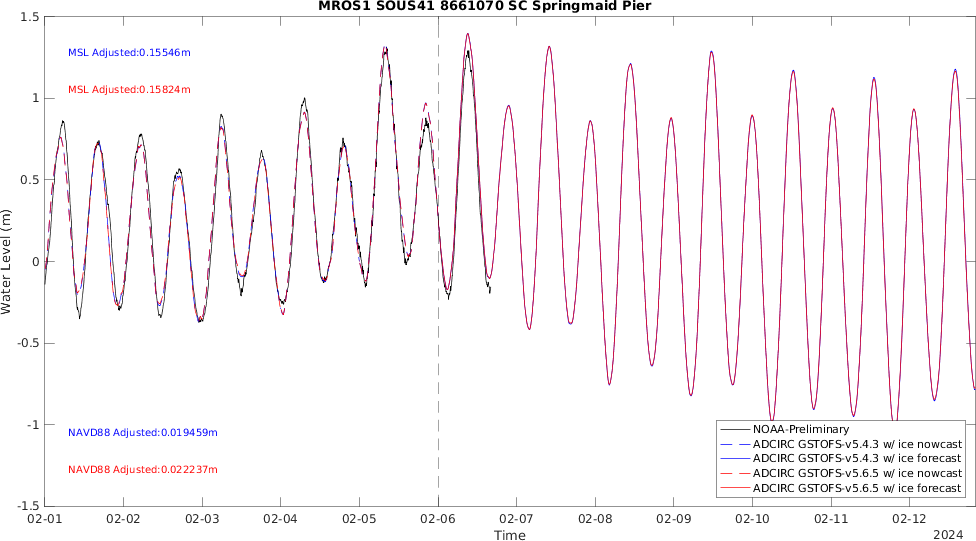 MROS1 SOUS41 8661070 SC Springmaid Pier
1.5
MSL Adjusted:0.15546m
1
MSL Adjusted:0.15824m
0.5
Water Level (m)
0
-0.5
-1
NAVD88 Adjusted:0.019459m
NAVD88 Adjusted:0.022237m
-1.5
NOAA-Preliminary
ADCIRC GSTOFS-v5.4.3 w/ ice nowcast
ADCIRC GSTOFS-v5.4.3 w/ ice forecast
ADCIRC GSTOFS-v5.6.5 w/ ice nowcast
ADCIRC GSTOFS-v5.6.5 w/ ice forecast
02-01 02-02 02-03 02-04 02-05 02-06 02-07 02-08 02-09 02-10 02-11 02-12
Time
2024